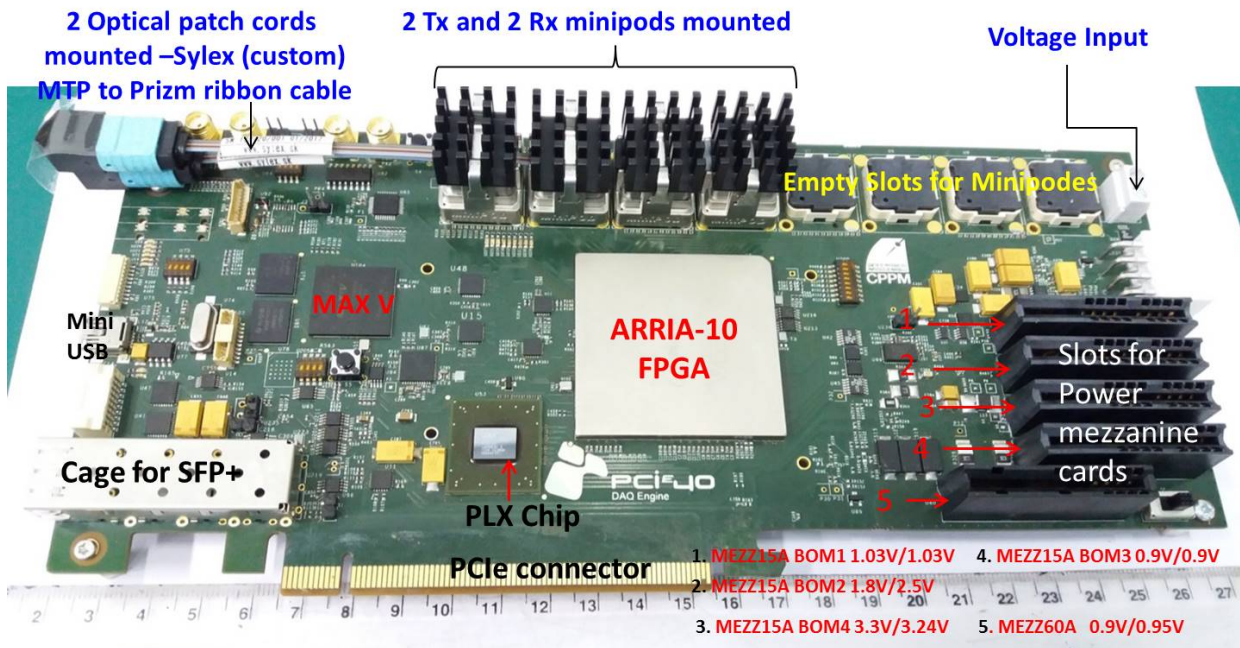 2 Optical patch cords
mounted –Sylex (custom)
MTP to Prizm ribbon cable
2 Tx and 2 Rx minipods mounted
Voltage Input
www.sylex.sk
Empty Slots for Minipodes
CPPM
MAX V
U48
U15
Mini
USB
ARRIA-10
FPGA
1
2
3
4
5
Slots for
Power
mezzanine
cards
Cage for SFP+
PLX Chip
PCIe40
DAQ Engine
PCIe connector
1. MEZZ15A BOM1 1.03V/1.03V
2. MEZZ15A BOM2 1.8V/2.5V
3. MEZZ15A BOM4 3.3V/3.24V
4. MEZZ15A BOM3 0.9V/0.9V
5. MEZZ60A 0.9V/0.95V
2 3 4 5 6 7 8 9 10 11 12 13 14 15 16 17 18 19 20 21 22 23 24 25 26 27